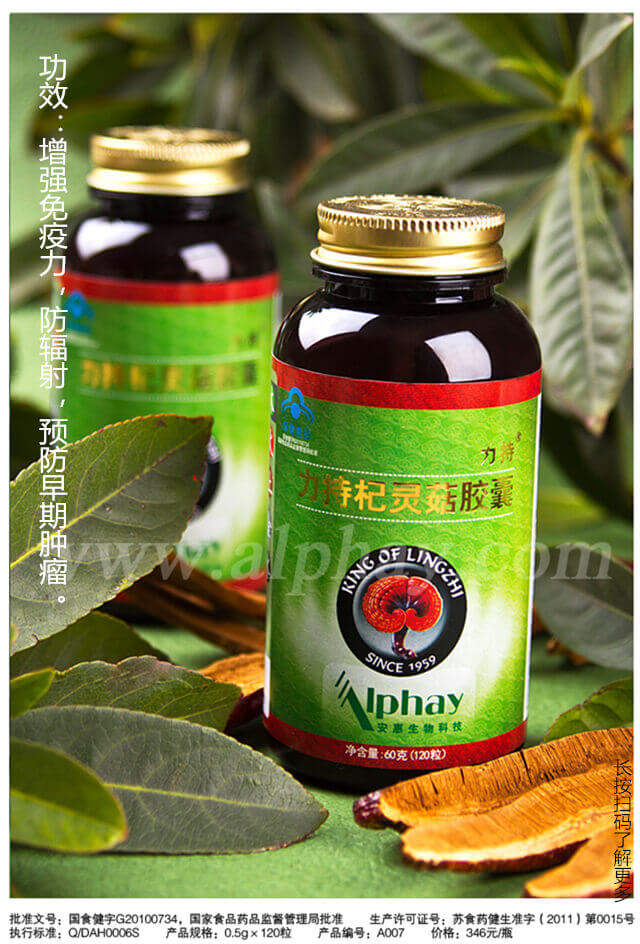 功效：增强免疫力，防辐射，预防早期肿瘤。
力持杞灵菇胶囊
力持®
力持杞灵菇胶囊
KING OF LINGZHI
SINCE 1959
Alphay
安惠生物科技
净含量:60克(120粒)
www.alphay.com
长按扫码了解更多
批准文号：国食健字G20100734，国家食品药品监督管理局批准 生产许可证号：苏食药健生准字（2011）第0015号
执行标准：Q/DAH0006S 产品规格：0.5g×120粒 产品编号：A007 价格：346元/瓶